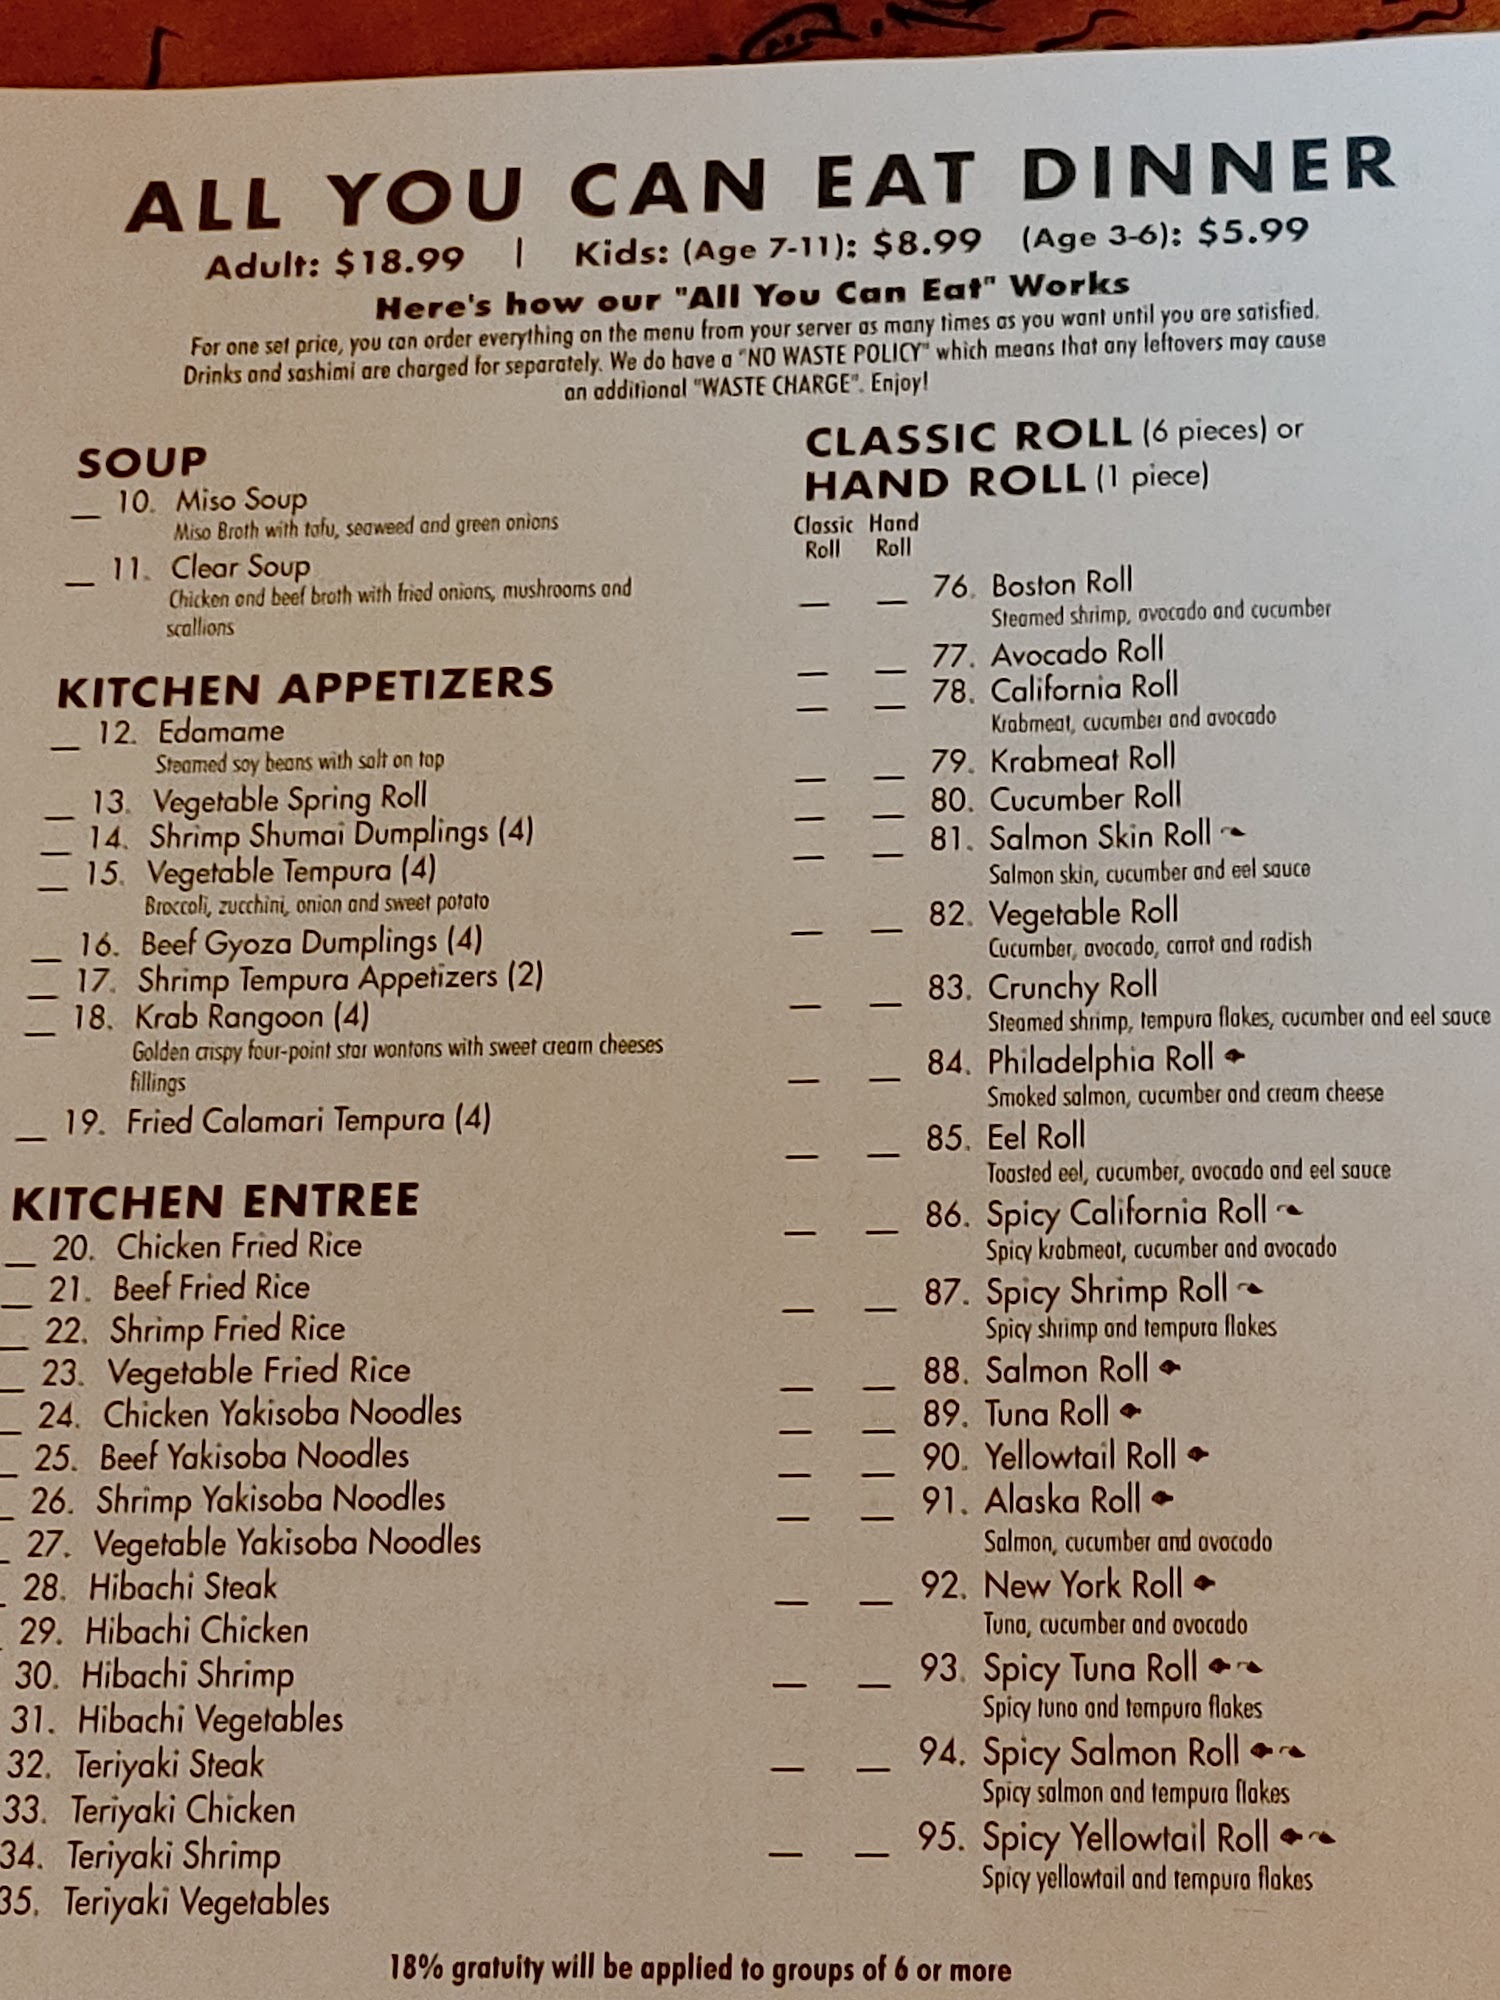 ALL YOU CAN EAT DINNER
Adult: $18.99 | Kids: (Age 7-11): $8.99 (Age 3-6): $5.99
Here's how our "All You Can Eat" Works
For one set price, you can order everything on the menu from your server as many times as you want until you are satisfied.
Drinks and sashimi are charged for separately. We do have a "NO WASTE POLICY" which means that any leftovers may cause
an additional "WASTE CHARGE". Enjoy!
SOUP
10. Miso Soup
Miso Broth with tofu, seaweed and green onions
11. Clear Soup
Chicken and beef broth with fried onions, mushrooms and
scallions
KITCHEN APPETIZERS
12. Edamame
Steamed soy beans with salt on top
13. Vegetable Spring Roll
14. Shrimp Shumai Dumplings (4)
15. Vegetable Tempura (4)
Broccoli, zucchini, onion and sweet potato
16. Beef Gyoza Dumplings (4)
17. Shrimp Tempura Appetizers (2)
18. Krab Rangoon (4)
Golden crispy four-point star wontons with sweet cream cheeses
fillings
19. Fried Calamari Tempura (4)
KITCHEN ENTREE
20. Chicken Fried Rice
21. Beef Fried Rice
22. Shrimp Fried Rice
23. Vegetable Fried Rice
24. Chicken Yakisoba Noodles
25. Beef Yakisoba Noodles
26. Shrimp Yakisoba Noodles
27. Vegetable Yakisoba Noodles
28. Hibachi Steak
29. Hibachi Chicken
30. Hibachi Shrimp
31. Hibachi Vegetables
32. Teriyaki Steak
33. Teriyaki Chicken
34. Teriyaki Shrimp
35. Teriyaki Vegetables
CLASSIC ROLL (6 pieces) or
HAND ROLL (1 piece)
Classic Hand
Roll Roll
76. Boston Roll
Steamed shrimp, avocado and cucumber
77. Avocado Roll
78. California Roll
Krabmeat, cucumber and avocado
79. Krabmeat Roll
80. Cucumber Roll
81. Salmon Skin Roll
Salmon skin, cucumber and eel sauce
82. Vegetable Roll
Cucumber, avocado, carrot and radish
83. Crunchy Roll
Steamed shrimp, tempura flakes, cucumber and eel sauce
84. Philadelphia Roll
Smoked salmon, cucumber and cream cheese
85. Eel Roll
Toasted eel, cucumber, avocado and eel sauce
86. Spicy California Roll
Spicy krabmeat, cucumber and avocado
87. Spicy Shrimp Roll
Spicy shrimp and tempura flakes
88. Salmon Roll
89. Tuna Roll
90. Yellowtail Roll
91. Alaska Roll
Salmon, cucumber and avocado
92. New York Roll
Tuna, cucumber and avocado
93. Spicy Tuna Roll
Spicy tuna and tempura flakes
94. Spicy Salmon Roll
Spicy salmon and tempura flakes
95. Spicy Yellowtail Roll
Spicy yellowtail and tempura flakes
18% gratuity will be applied to groups of 6 or more